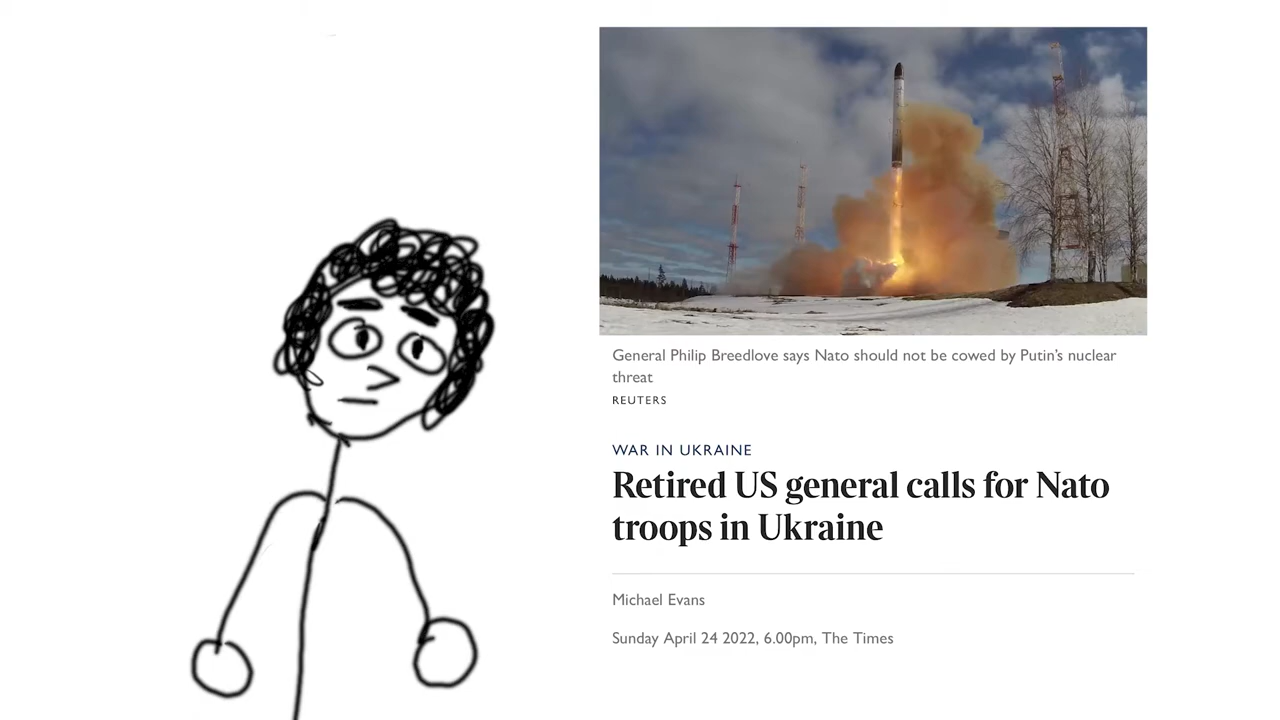 General Philip Breedlove says Nato should not be cowed by Putin's nuclear
threat
REUTERS
WAR IN UKRAINE
Retired US general calls for Nato
troops in Ukraine
Michael Evans
Sunday April 24 2022, 6.00pm, The Times